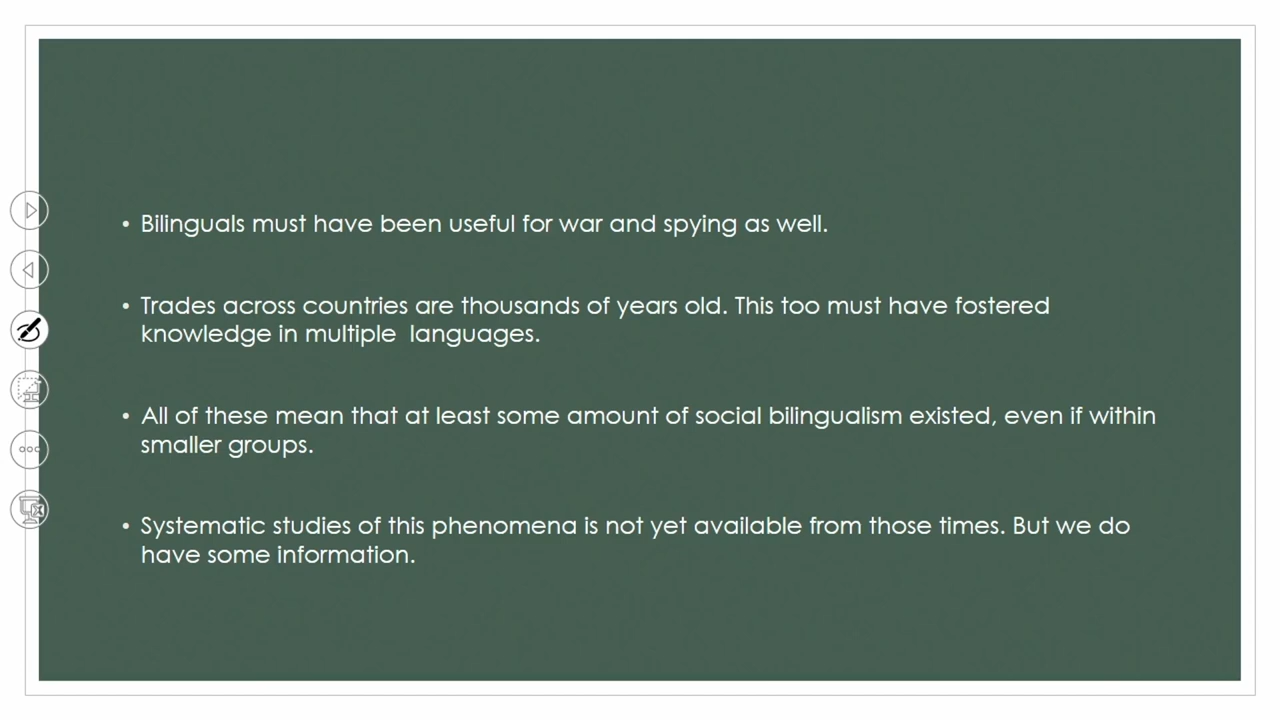 • Bilinguals must have been useful for war and spying as well.
• Trades across countries are thousands of years old. This too must have fostered
knowledge in multiple  languages.
• All of these mean that at least some amount of social bilingualism existed, even if within
smaller groups.
• Systematic studies of this phenomena is not yet available from those times. But we do
have some information.